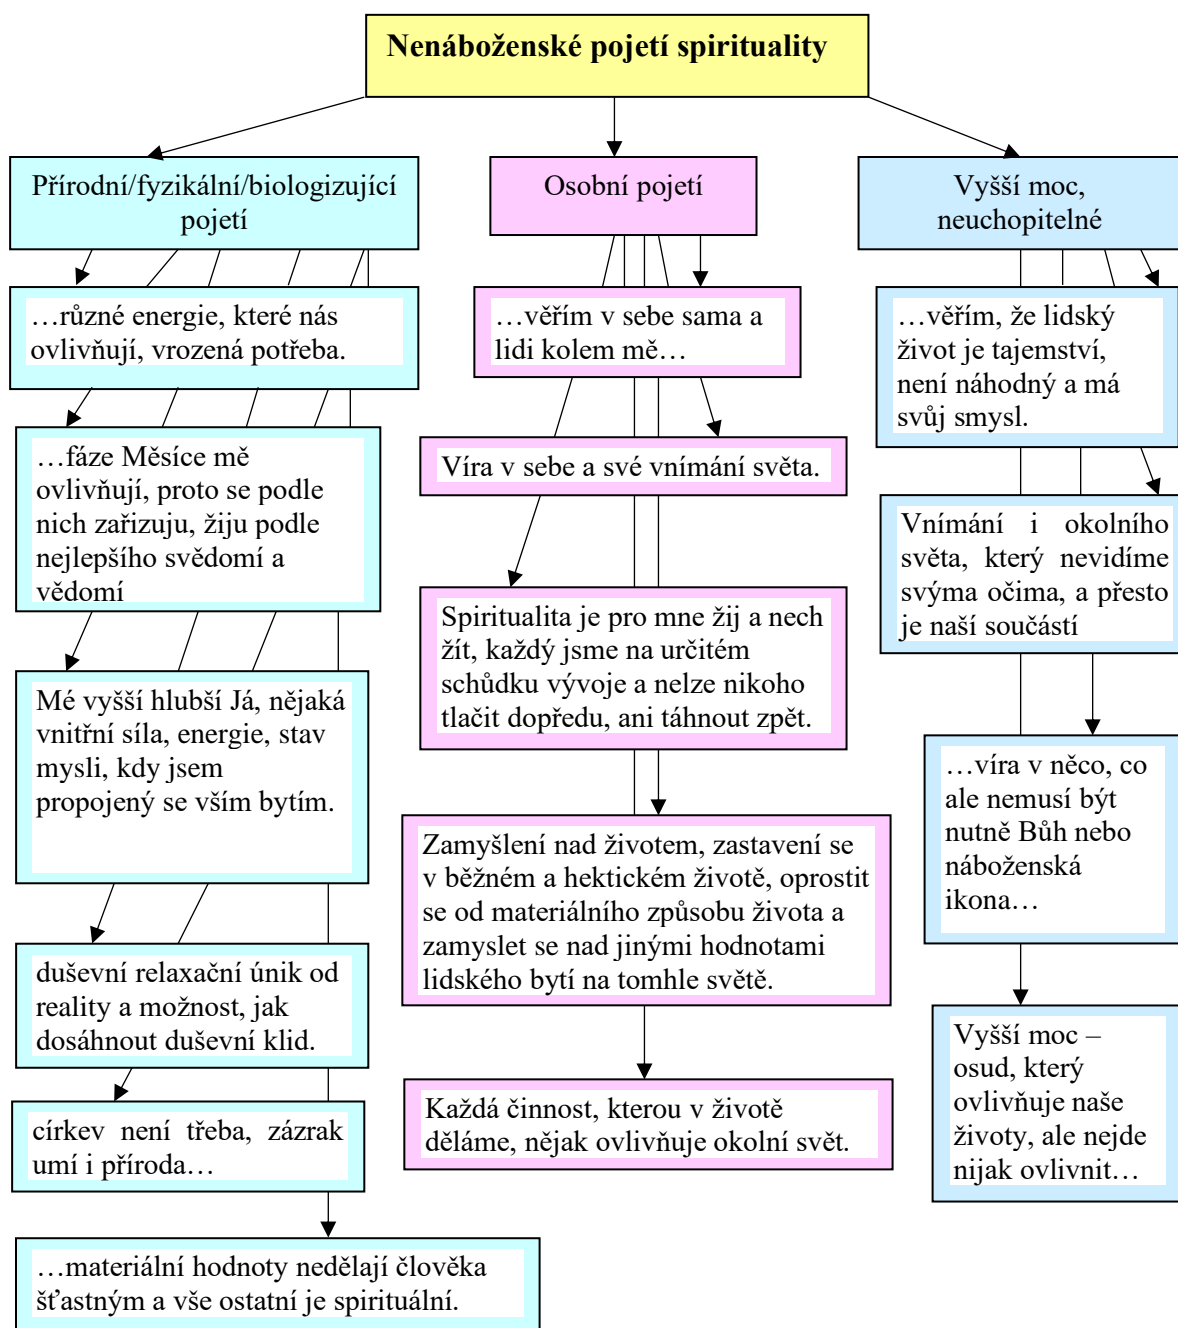 Nenáboženské pojetí spirituality
Přírodní/fyzikální/biologizující
pojetí
…různé energie, které nás
ovlivňují, vrozená potřeba.
…fáze Měsíce mě
ovlivňují, proto se podle
nich zařizuju, žiju podle
nejlepšího svědomí a
vědomí
Mé vyšší hlubší Já, nějaká
vnitřní síla, energie, stav
mysli, kdy jsem
propojený se vším bytím.
duševní relaxační únik od
reality a možnost, jak
dosáhnout duševní klid.
církev není třeba, zázrak
umí i příroda…
…materiální hodnoty nedělají člověka
šťastným a vše ostatní je spirituální.
Osobní pojetí
…věřím v sebe sama a
lidi kolem mě…
Víra v sebe a své vnímání světa.
Spiritualita je pro mne žij a nech
žít, každý jsme na určitém
schůdku vývoje a nelze nikoho
tlačit dopředu, ani táhnout zpět.
Zamyšlení nad životem, zastavení se
v běžném a hektickém životě, oprostit
se od materiálního způsobu života a
zamyslet se nad jinými hodnotami
lidského bytí na tomhle světě.
Každá činnost, kterou v životě
děláme, nějak ovlivňuje okolní svět.
Vyšší moc,
neuchopitelné
…věřím, že lidský
život je tajemství,
není náhodný a má
svůj smysl.
Vnímání i okolního
světa, který nevidíme
svýma očima, a přesto
je naší součástí
…víra v něco, co
ale nemusí být
nutně Bůh nebo
náboženská
ikona…
Vyšší moc –
osud, který
ovlivňuje naše
životy, ale nejde
nijak ovlivnit…